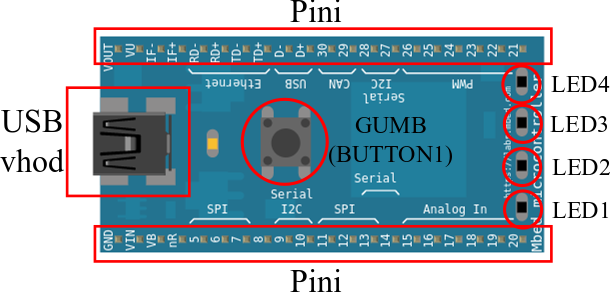 Pini
VOUT VU IF- IF+ RD- RD+ TD- TD+ D- D+ 30 29 28 27 26 25 24 23 22 21
Ethernet USB CAN I2C PWM
Serial
LED4
LED3
LED2
LED1
USB
vhod
GUMB
(BUTTON1)
Serial
Serial
SPI I2C SPI Analog In
GND VIN VB nR 5 6 7 8 9 10 11 12 13 14 15 16 17 18 19 20
Mbed microcontroller
Pini